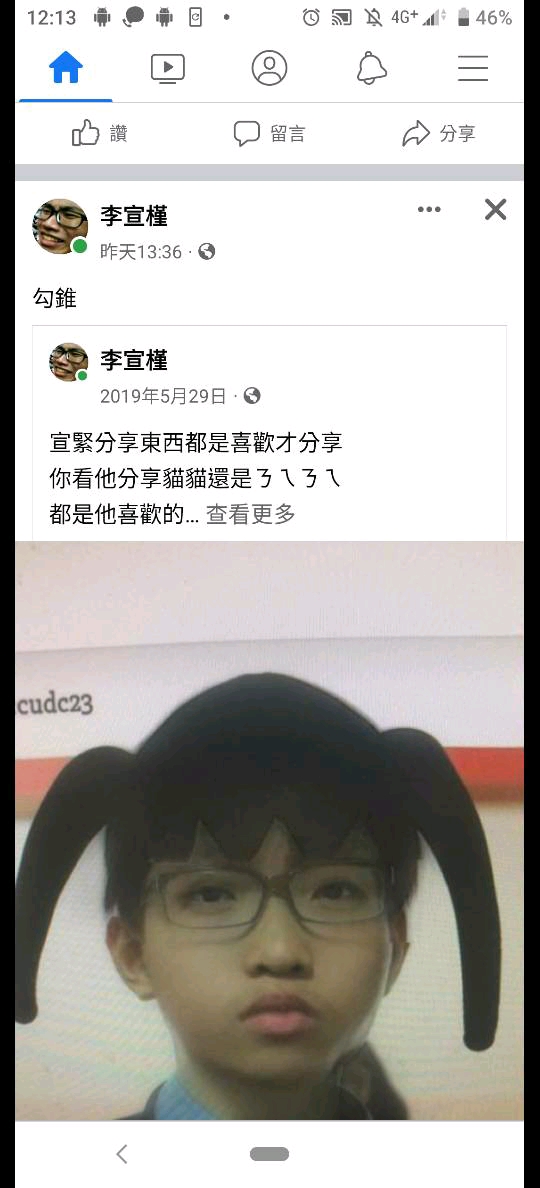 12:13
4G+
46%
讚
留言
分享
李宣槿
昨天13:36 ·
勾錐
李宣槿
2019年5月29日 ·
宣緊分享東西都是喜歡才分享
你看他分享貓貓還是ㄋㄟㄋㄟ
都是他喜歡的... 查看更多
cudc23